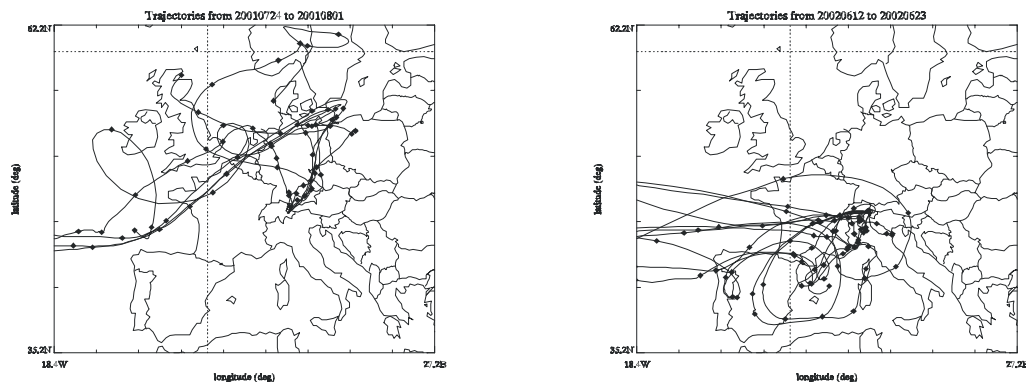 Trajectories from 20010724 to 20010801
62.2N
latitude (deg)
35.2N
18.4W
27.2E
longitude (deg)
Trajectories from 20020612 to 20020623
62.2N
latitude (deg)
35.2N
18.4W
27.2E
longitude (deg)